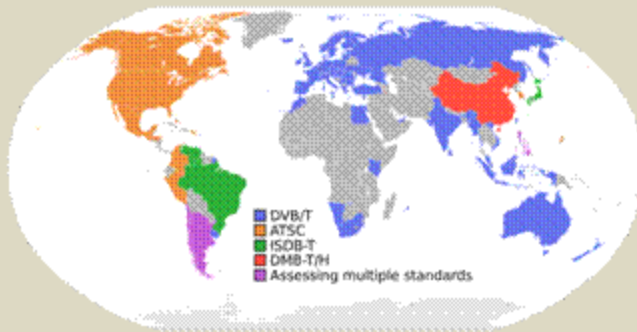 DVB/T
ATSC
ISDB-T
DMB-T/H
Assessing multiple standards